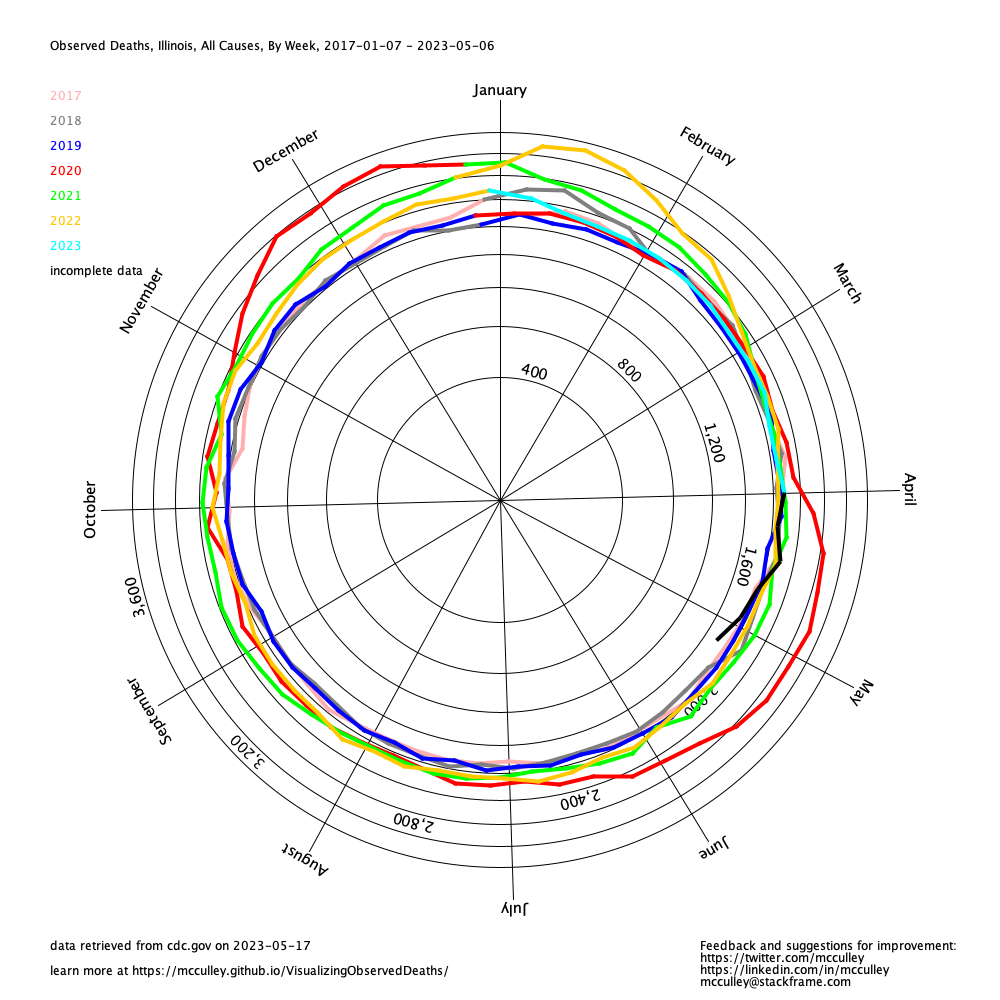 Observed Deaths, Illinois, All Causes, By Week, 2017-01-07 - 2023-05-06
January
2017
2018
2019
2020
2021
2022
2023
incomplete data
December
February
November
March
400
800
1,200
October
April
1,600
3,600
September
May
2,000
3,200
2,400
2,800
August
June
July
data retrieved from cdc.gov on 2023-05-17
learn more at https://mcculley.github.io/VisualizingObservedDeaths/
Feedback and suggestions for improvement:
https://twitter.com/mcculley
https://linkedin.com/in/mcculley
mcculley@stackframe.com